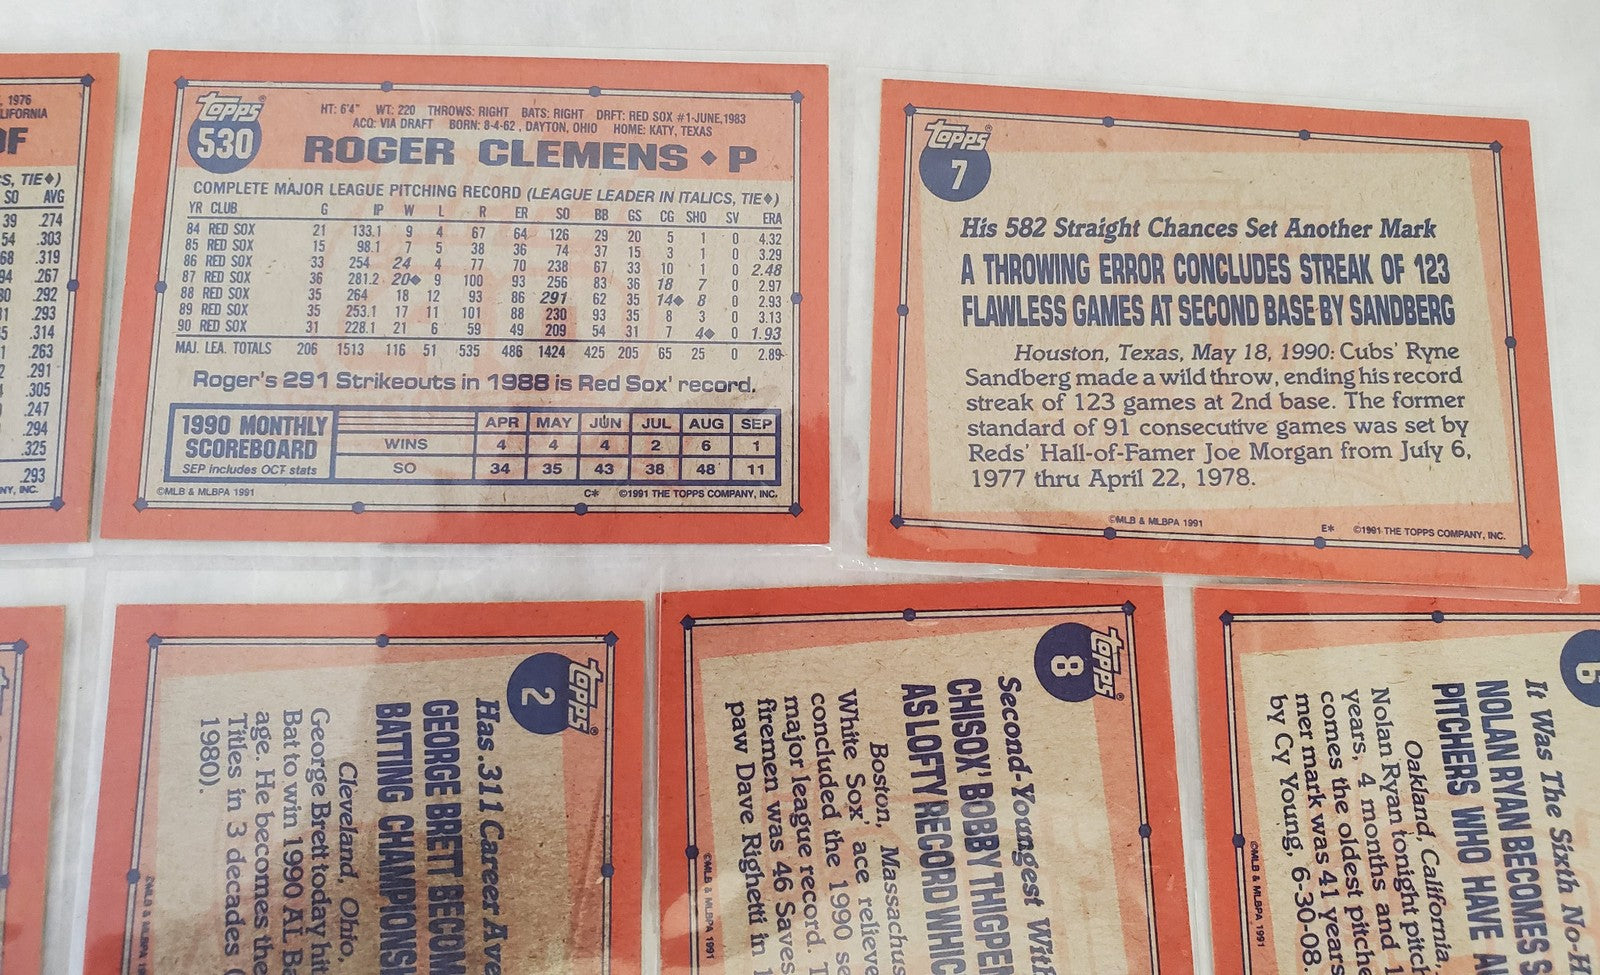 , 1976
LIFORNIA
OF
S, TIE◆)
SO AVG
39 .274
54 .303
68 .319
94 .267
30 .292
.293
.314
.263
.291
.305
.247
.294
.325
.293
NY, INC.
Topps
530
HT: 6'4" WT: 220 THROWS: RIGHT BATS: RIGHT DRFT: RED SOX #1-JUNE, 1983
ACQ: VIA DRAFT BORN: 8-4-62, DAYTON, OHIO HOME: KATY, TEXAS
ROGER CLEMENS ◆ P
COMPLETE MAJOR LEAGUE PITCHING RECORD (LEAGUE LEADER IN ITALICS, TIE◆)
YR CLUB G IP W L R ER SO BB GS CG SHO SV ERA
84 RED SOX 21 133.1 9 4 67 64 126 29 20 5 1 0 4.32
85 RED SOX 15 98.1 7 5 38 36 74 37 15 3 1 0 3.29
86 RED SOX 33 254 24 4 77 70 238 67 33 10 1 0 2.48
87 RED SOX 36 281.2 20◆ 9 100 93 256 83 36 18 7 0 2.97
88 RED SOX 35 264 18 12 93 86 291 62 35 14◆ 8 0 2.93
89 RED SOX 35 253.1 17 11 101 88 230 93 35 8 3 0 3.13
90 RED SOX 31 228.1 21 6 59 49 209 54 31 7 4◆ 0 1.93
MAJ. LEA. TOTALS 206 1513 116 51 535 486 1424 425 205 65 25 0 2.89
Roger's 291 Strikeouts in 1988 is Red Sox' record.
1990 MONTHLY SCOREBOARD APR MAY JUN JUL AUG SEP
WINS 4 4 4 2 6 1
SEP includes OCT stats SO 34 35 43 38 48 11
©MLB & MLBPA 1991 C* ©1991 THE TOPPS COMPANY, INC.
Topps
7
His 582 Straight Chances Set Another Mark
A THROWING ERROR CONCLUDES STREAK OF 123
FLAWLESS GAMES AT SECOND BASE BY SANDBERG
Houston, Texas, May 18, 1990: Cubs' Ryne
Sandberg made a wild throw, ending his record
streak of 123 games at 2nd base. The former
standard of 91 consecutive games was set by
Reds' Hall-of-Famer Joe Morgan from July 6,
1977 thru April 22, 1978.
©MLB & MLBPA 1991 E* ©1991 THE TOPPS COMPANY, INC.
Topps
2
Has .311 Career Ave
GEORGE BRETT BECOM
BATTING CHAMPIONSH
Cleveland, Ohio,
George Brett today hit
Bat to win 1990 AL Ba
age. He becomes the
Titles in 3 decades (
1980).
©MLB & MLBPA
Topps
8
Second-Youngest With
CHISOX' BOBBY THIGPEN
AS LOFTY RECORD WHIC
Boston, Massachus
White Sox' ace relieve
concluded the 1990 se
major league record. T
firemen was 46 Saves
paw Dave Righetti in 1
©MLB & MLBPA 1991
6
It Was The Sixth No-H
NOLAN RYAN BECOMES S
PITCHERS WHO HAVE A
Oakland, California,
Nolan Ryan tonight pitch
years, 4 months and 1
comes the oldest pitche
mer mark was 41 years
by Cy Young, 6-30-08.
©MLB & MLBPA 1991